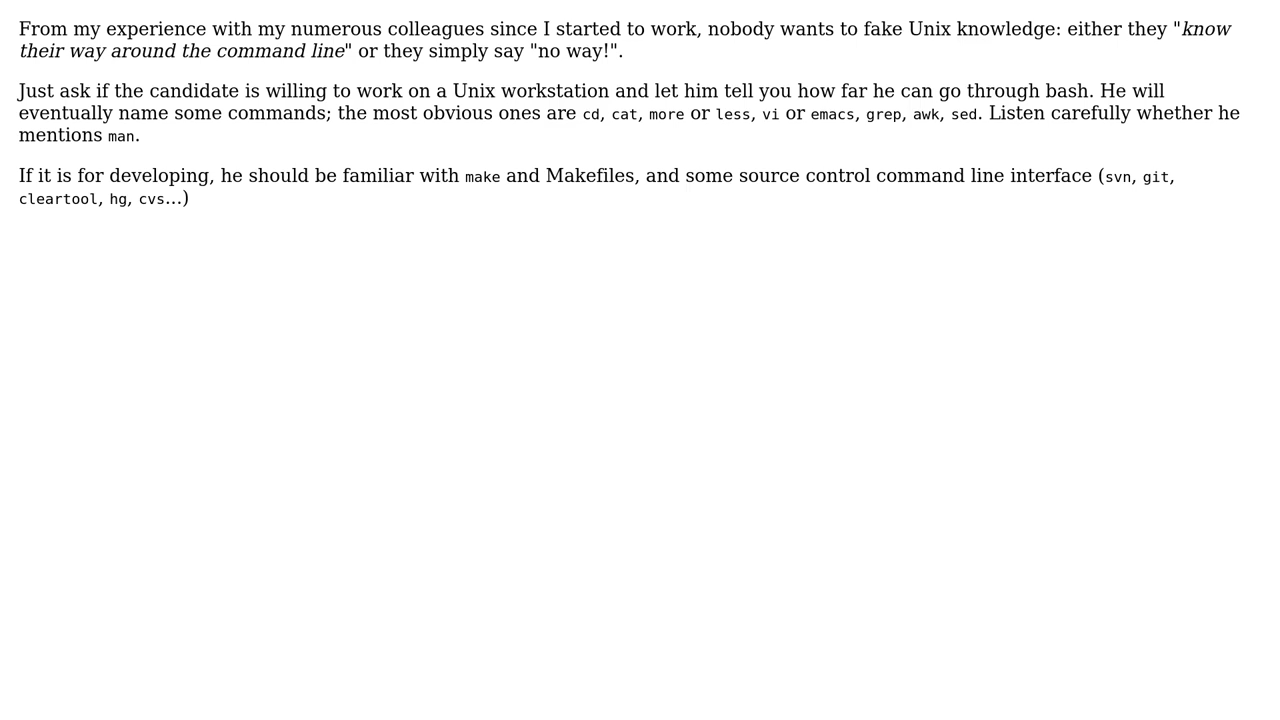 From my experience with my numerous colleagues since I started to work, nobody wants to fake Unix knowledge: either they "know
their way around the command line" or they simply say "no way!".
Just ask if the candidate is willing to work on a Unix workstation and let him tell you how far he can go through bash. He will
eventually name some commands; the most obvious ones are cd, cat, more or less, vi or emacs, grep, awk, sed. Listen carefully whether he
mentions man.
If it is for developing, he should be familiar with make and Makefiles, and some source control command line interface (svn, git,
cleartool, hg, cvs...)